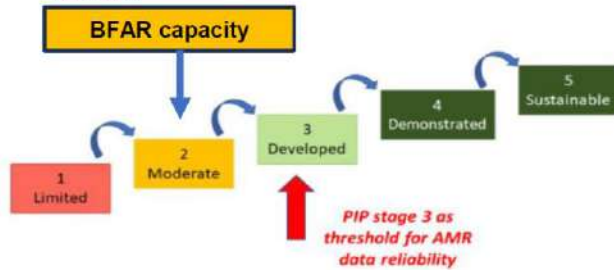 BFAR capacity
5
Sustainable
4
Demonstrated
3
Developed
2
Moderate
1
Limited
PIP stage 3 as
threshold for AMR
data reliability